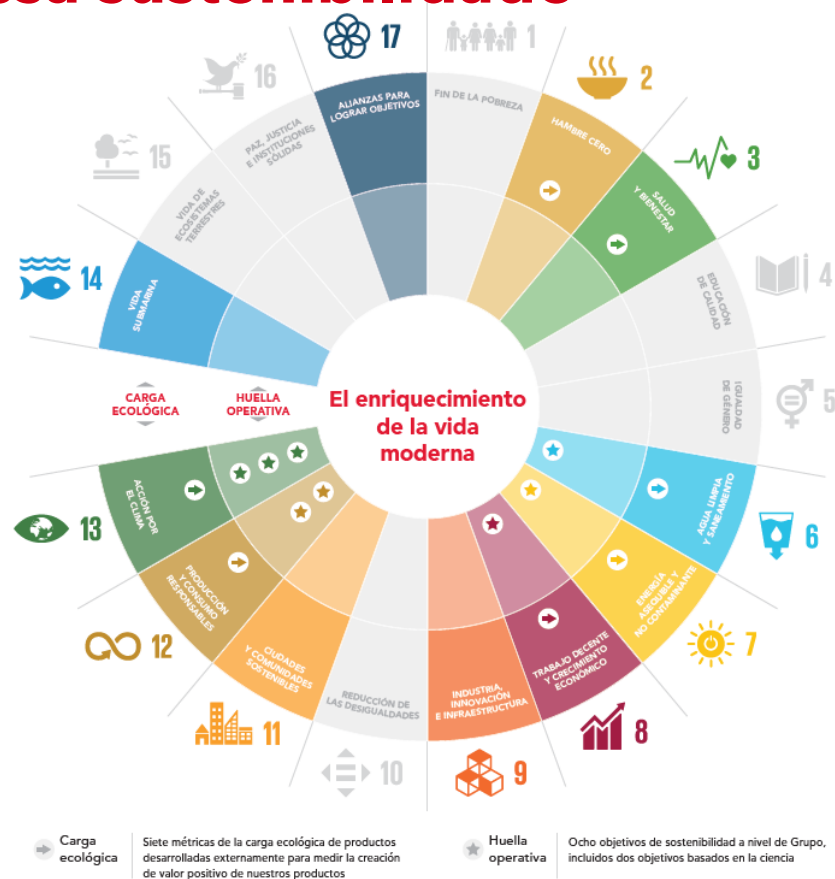 sustenibilidade
17
1
16
2
15
3
14
4
13
5
12
6
11
7
10
8
9
ALIANZAS PARA
LOGRAR OBJETIVOS
FIN DE LA POBREZA
HAMBRE CERO
SALUD
Y BIENESTAR
EDUCACIÓN
DE CALIDAD
IGUALDAD
DE GÉNERO
AGUA LIMPIA
Y SANEAMIENTO
ENERGÍA
ASEQUIBLE Y
NO CONTAMINANTE
TRABAJO DECENTE
Y CRECIMIENTO
ECONÓMICO
INDUSTRIA,
INNOVACIÓN
E INFRAESTRUCTURA
REDUCCIÓN DE
LAS DESIGUALDADES
CIUDADES
Y COMUNIDADES
SOSTENIBLES
PRODUCCIÓN
Y CONSUMO
RESPONSABLES
ACCIÓN POR
EL CLIMA
VIDA
SUBMARINA
VIDA DE
ECOSISTEMAS
TERRESTRES
PAZ, JUSTICIA
E INSTITUCIONES
SÓLIDAS
CARGA
ECOLÓGICA
HUELLA
OPERATIVA
El enriquecimiento
de la vida
moderna
Carga
ecológica
Siete métricas de la carga ecológica de productos
desarrolladas externamente para medir la creación
de valor positivo de nuestros productos
Huella
operativa
Ocho objetivos de sostenibilidad a nivel de Grupo,
incluidos dos objetivos basados en la ciencia